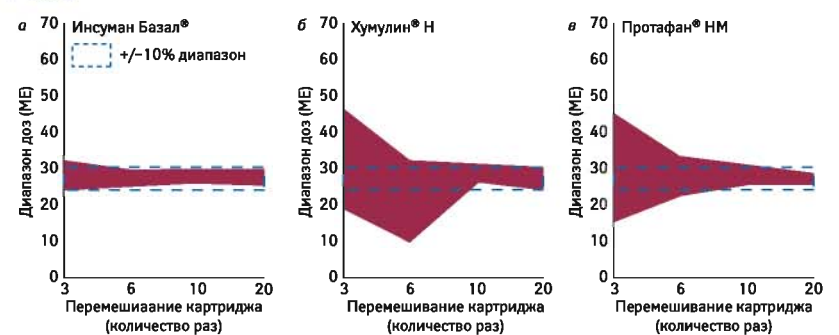 а Инсуман Базал®
+/–10% диапазон
Диапазон доз (МЕ)
70
60
50
40
30
20
10
0
3 6 10 20
Перемешиаание картриджа
(количество раз)
б Хумулин® Н
Диапазон доз (МЕ)
70
60
50
40
30
20
10
0
3 6 10 20
Перемешивание картриджа
(количество раз)
в Протафан® НМ
Диапазон доз (МЕ)
70
60
50
40
30
20
10
0
3 6 10 20
Перемешивание картриджа
(количество раз)